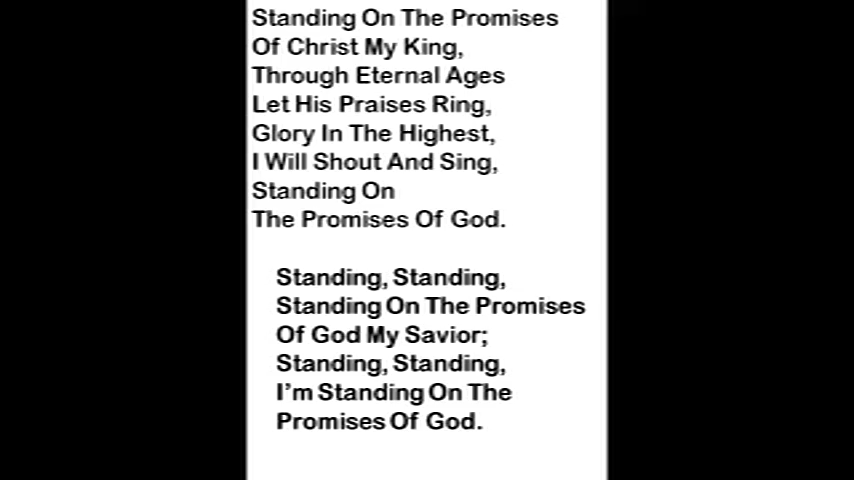 Standing On The Promises
Of Christ My King,
Through Eternal Ages
Let His Praises Ring,
Glory In The Highest,
I Will Shout And Sing,
Standing On
The Promises Of God.
Standing, Standing,
Standing On The Promises
Of God My Savior;
Standing, Standing,
I'm Standing On The
Promises Of God.